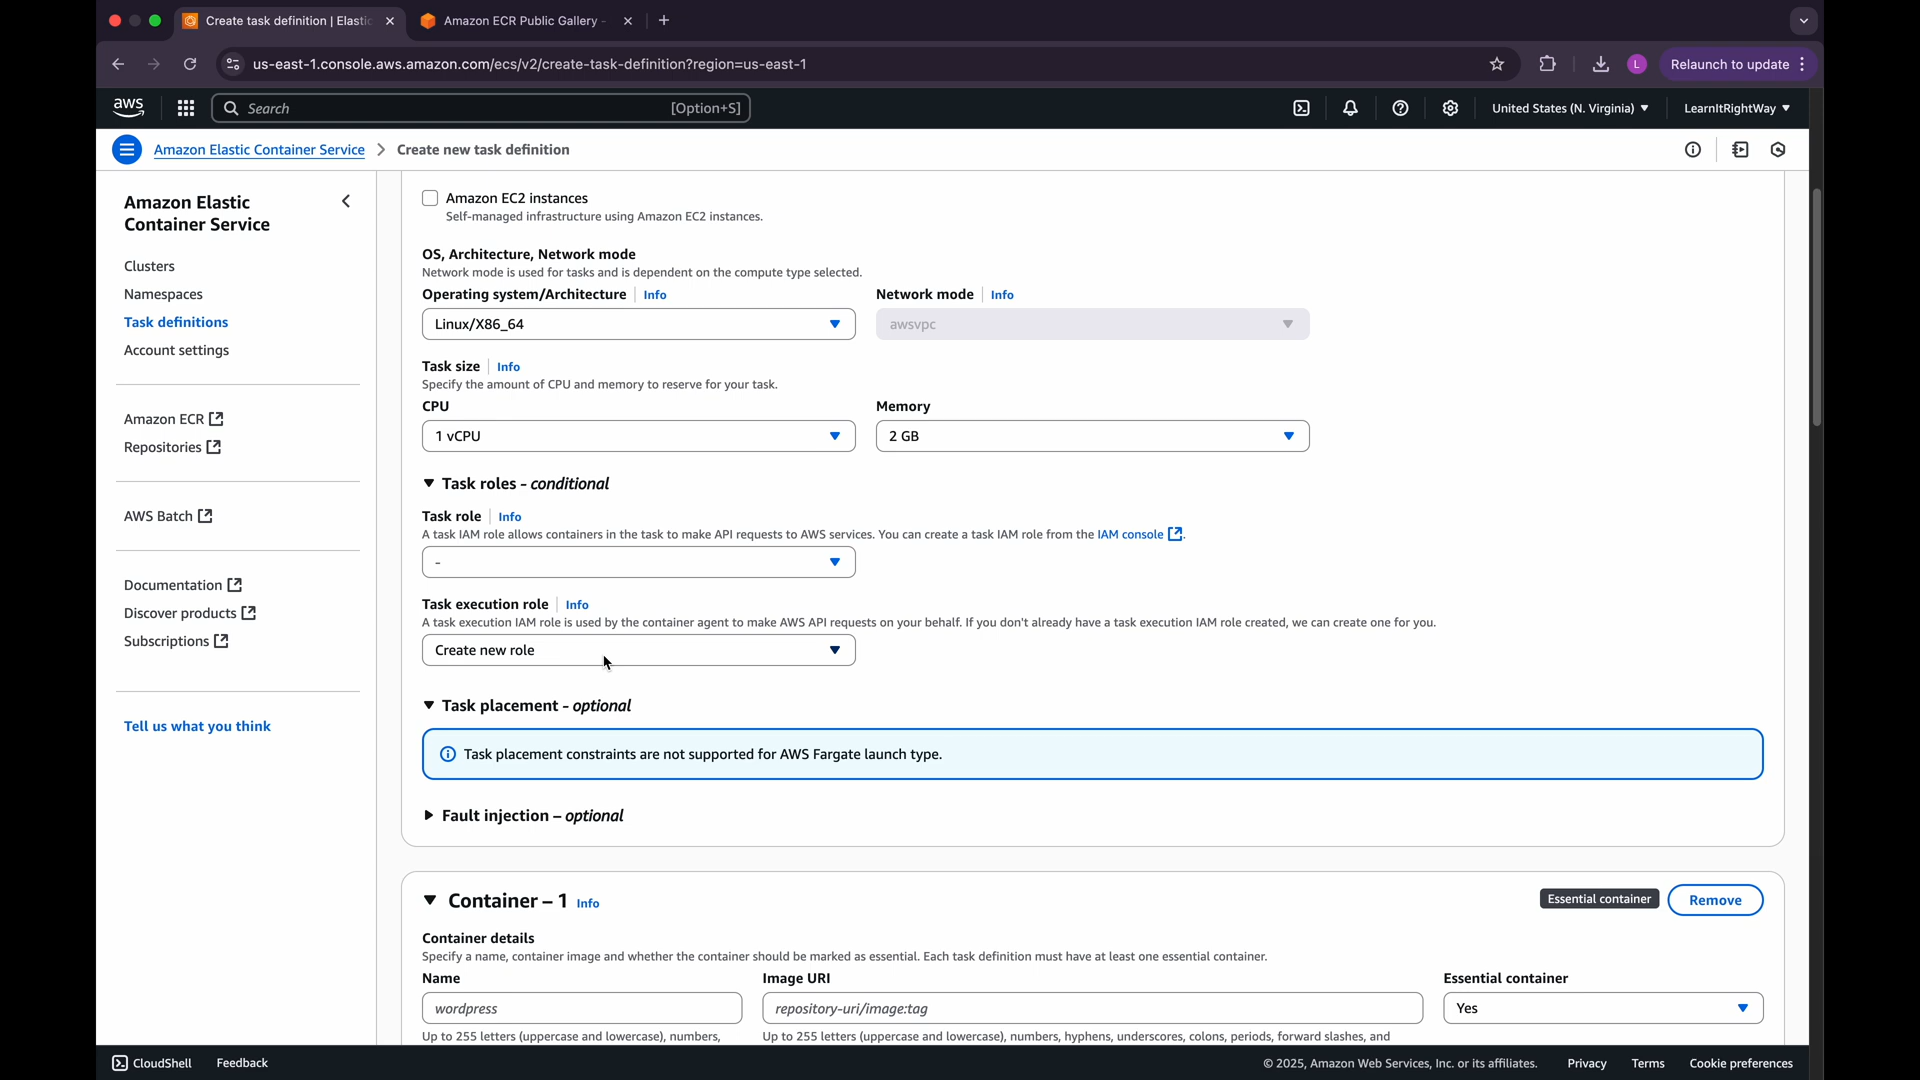 Create task definition | Elastic
Amazon ECR Public Gallery -
us-east-1.console.aws.amazon.com/ecs/v2/create-task-definition?region=us-east-1
L
Relaunch to update
aws
Search
[Option+S]
United States (N. Virginia)
LearnItRightWay
Amazon Elastic Container Service
Create new task definition
Amazon Elastic
Container Service
Clusters
Namespaces
Task definitions
Account settings
Amazon ECR
Repositories
AWS Batch
Documentation
Discover products
Subscriptions
Tell us what you think
Amazon EC2 instances
Self-managed infrastructure using Amazon EC2 instances.
OS, Architecture, Network mode
Network mode is used for tasks and is dependent on the compute type selected.
Operating system/Architecture Info
Network mode Info
Linux/X86_64
awsvpc
Task size Info
Specify the amount of CPU and memory to reserve for your task.
CPU
Memory
1 vCPU
2 GB
Task roles - conditional
Task role Info
A task IAM role allows containers in the task to make API requests to AWS services. You can create a task IAM role from the IAM console.
-
Task execution role Info
A task execution IAM role is used by the container agent to make AWS API requests on your behalf. If you don't already have a task execution IAM role created, we can create one for you.
Create new role
Task placement - optional
Task placement constraints are not supported for AWS Fargate launch type.
Fault injection – optional
Container – 1 Info
Essential container
Remove
Container details
Specify a name, container image and whether the container should be marked as essential. Each task definition must have at least one essential container.
Name
Image URI
Essential container
wordpress
repository-uri/image:tag
Yes
Up to 255 letters (uppercase and lowercase), numbers,
Up to 255 letters (uppercase and lowercase), numbers, hyphens, underscores, colons, periods, forward slashes, and
CloudShell
Feedback
© 2025, Amazon Web Services, Inc. or its affiliates.
Privacy
Terms
Cookie preferences